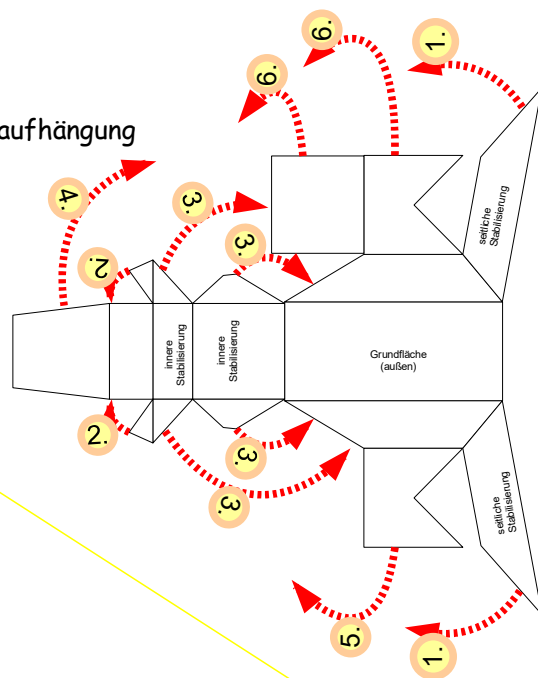 6.
6.
1.
aufhängung
4.
3.
3.
2.
seitliche
Stabilisierung
innere
Stabilisierung
innere
Stabilisierung
Grundfläche
(außen)
2.
3.
3.
seitliche
Stabilisierung
5.
1.